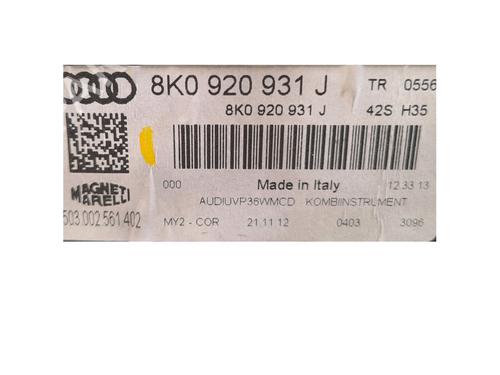 8K0 920 931 J TR 0556
8K0 920 931 J 42S H35
000 Made in Italy 12.33.13
MAGNETI
MARELLI
AUDIUVP36WMCD KOMBIINSTRUMENT
503.002.561.402
MY2 - COR 21.11.12 0403 3096